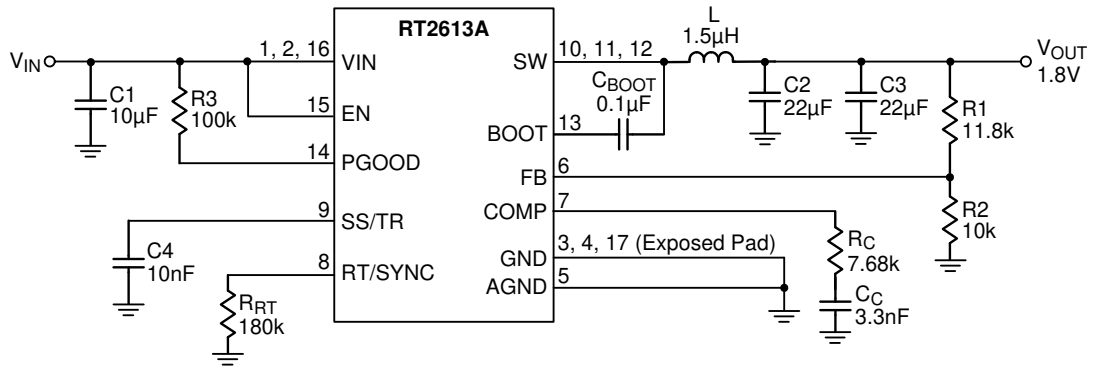 RT2613A
L
1.5µH
VIN
1, 2, 16
VIN
SW
10, 11, 12
VOUT
1.8V
CBOOT
0.1µF
C1
10µF
R3
100k
C2
22µF
C3
22µF
R1
11.8k
15
EN
BOOT
13
14
PGOOD
FB
6
COMP
7
R2
10k
9
SS/TR
C4
10nF
GND
3, 4, 17 (Exposed Pad)
RC
7.68k
8
RT/SYNC
AGND
5
RRT
180k
CC
3.3nF